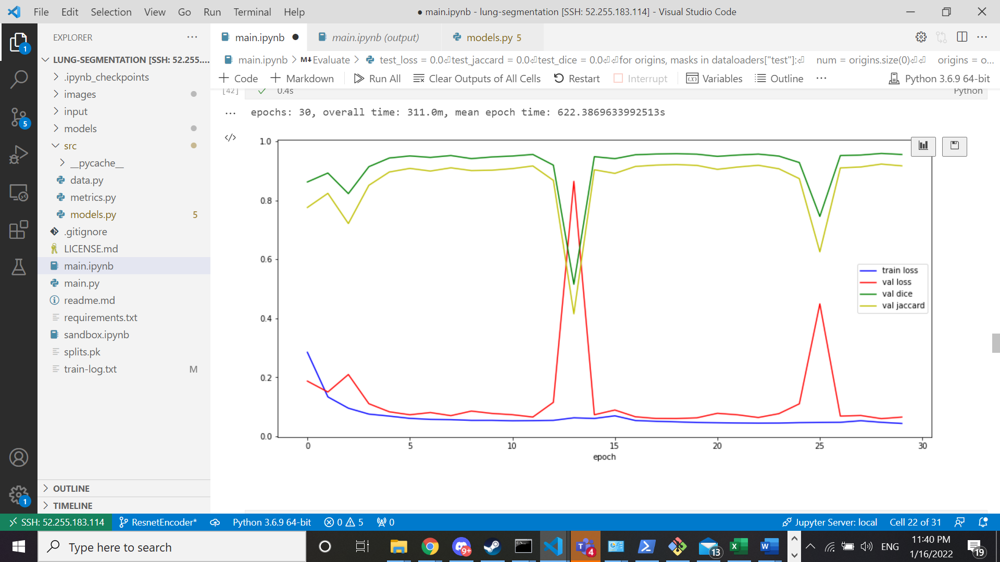 File Edit Selection View Go Run Terminal Help
● main.ipynb - lung-segmentation [SSH: 52.255.183.114] - Visual Studio Code
EXPLORER
LUNG-SEGMENTATION [SSH: 52.255....
.ipynb_checkpoints
images
input
models
src
__pycache__
data.py
metrics.py
models.py 5
.gitignore
LICENSE.md
main.ipynb
main.py
readme.md
requirements.txt
sandbox.ipynb
splits.pk
train-log.txt M
OUTLINE
TIMELINE
1
5
1
main.ipynb ● main.ipynb (output) models.py 5
main.ipynb > M↓Evaluate > test_loss = 0.0⏎test_jaccard = 0.0⏎test_dice = 0.0⏎⏎for origins, masks in dataloaders["test"]:⏎ num = origins.size(0)⏎⏎ origins = o...
+ Code + Markdown Run All Clear Outputs of All Cells Restart Interrupt (x) Variables Outline ... Python 3.6.9 64-bit
[42] ✓ 0.4s Python
epochs: 30, overall time: 311.0m, mean epoch time: 622.3869633992513s
1.0
0.8
0.6
0.4
0.2
0.0
0 5 10 15 20 25 30
epoch
train loss
val loss
val dice
val jaccard
SSH: 52.255.183.114 ResnetEncoder* Python 3.6.9 64-bit 0 5 0 Jupyter Server: local Cell 22 of 31
Type here to search
9+ 4 13
ENG
11:40 PM
1/16/2022
19